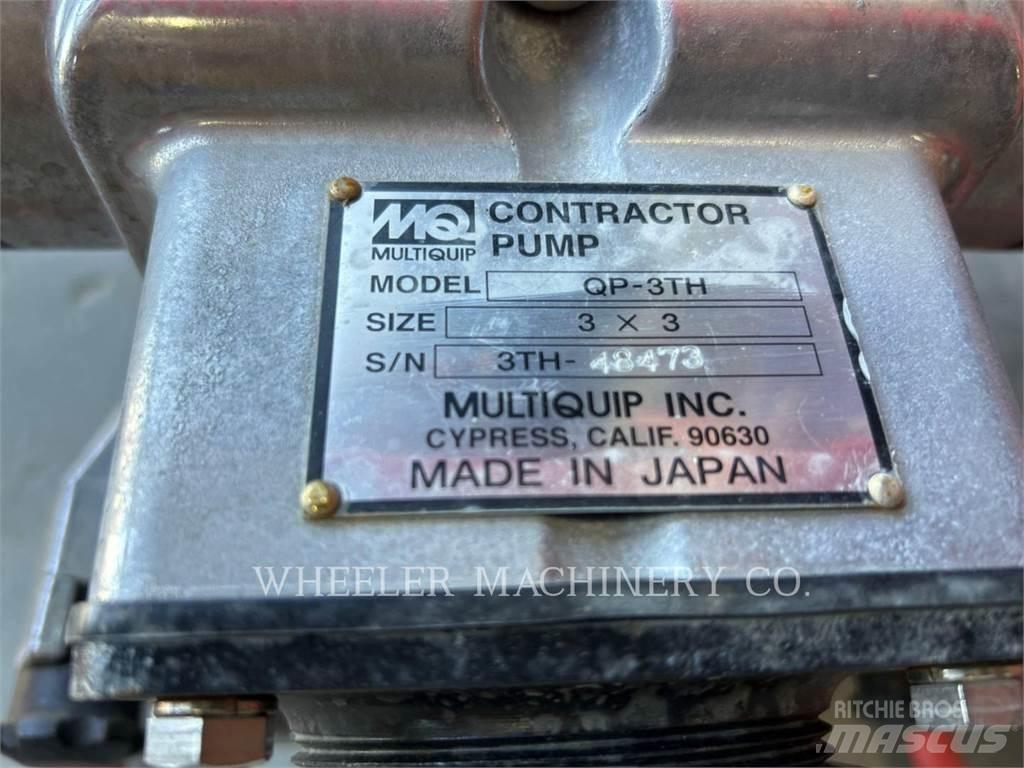 MQ CONTRACTOR
MULTIQUIP PUMP
MODEL QP-3TH
SIZE 3 × 3
S/N 3TH-48473
MULTIQUIP INC.
CYPRESS, CALIF. 90630
MADE IN JAPAN
WHEELER MACHINERY CO.
RITCHIE BROS
MASCUS